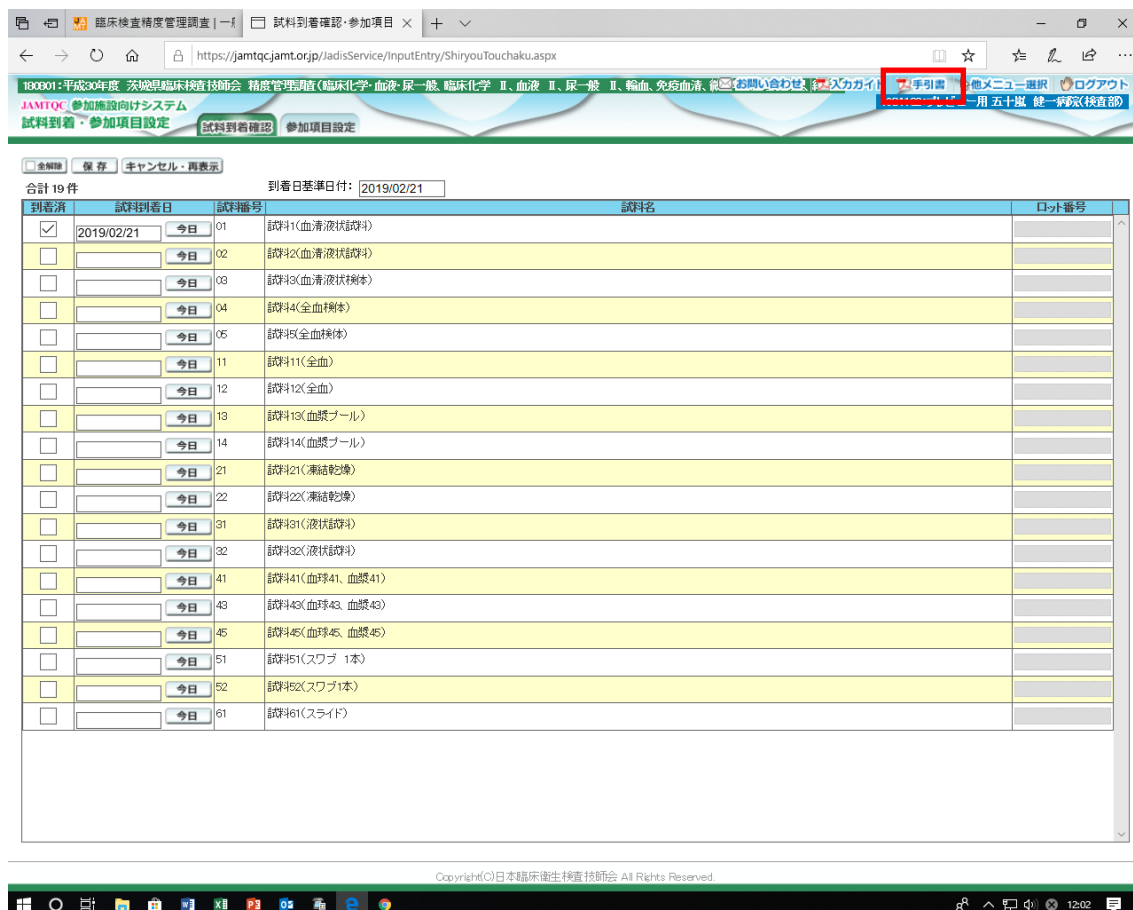 臨床検査精度管理調査 | 一般
試料到着確認・参加項目
https://jamtqc.jamt.or.jp/JadisService/InputEntry/ShiryouTouchaku.aspx
180801:平成30年度 茨城県臨床検査技師会 精度管理調査(臨床化学・血液・尿一般、臨床化学 Ⅱ、血液 Ⅱ、尿一般 Ⅱ、輸血、免疫血清、
お問い合わせ 入力ガイド 手引書 他メニュー選択 ログアウト
JAMTQC 参加施設向けシステム
一用 五十嵐 健一病院(検査部)
試料到着・参加項目設定 試料到着確認 参加項目設定
全解除 保存 キャンセル・再表示
合計 19 件 到着日基準日付: 2019/02/21
到着済 試料到着日 試料番号 試料名 ロット番号
2019/02/21 今日 01 試料1(血清液状試料)
今日 02 試料2(血清液状試料)
今日 03 試料3(血清液状検体)
今日 04 試料4(全血検体)
今日 05 試料5(全血検体)
今日 11 試料11(全血)
今日 12 試料12(全血)
今日 13 試料13(血漿プール)
今日 14 試料14(血漿プール)
今日 21 試料21(凍結乾燥)
今日 22 試料22(凍結乾燥)
今日 31 試料31(液状試料)
今日 32 試料32(液状試料)
今日 41 試料41(血球41、血漿41)
今日 43 試料43(血球43、血漿43)
今日 45 試料45(血球45、血漿45)
今日 51 試料51(スワブ 1本)
今日 52 試料52(スワブ1本)
今日 61 試料61(スライド)
Copyright(C)日本臨床衛生検査技師会 All Rights Reserved.
12:02